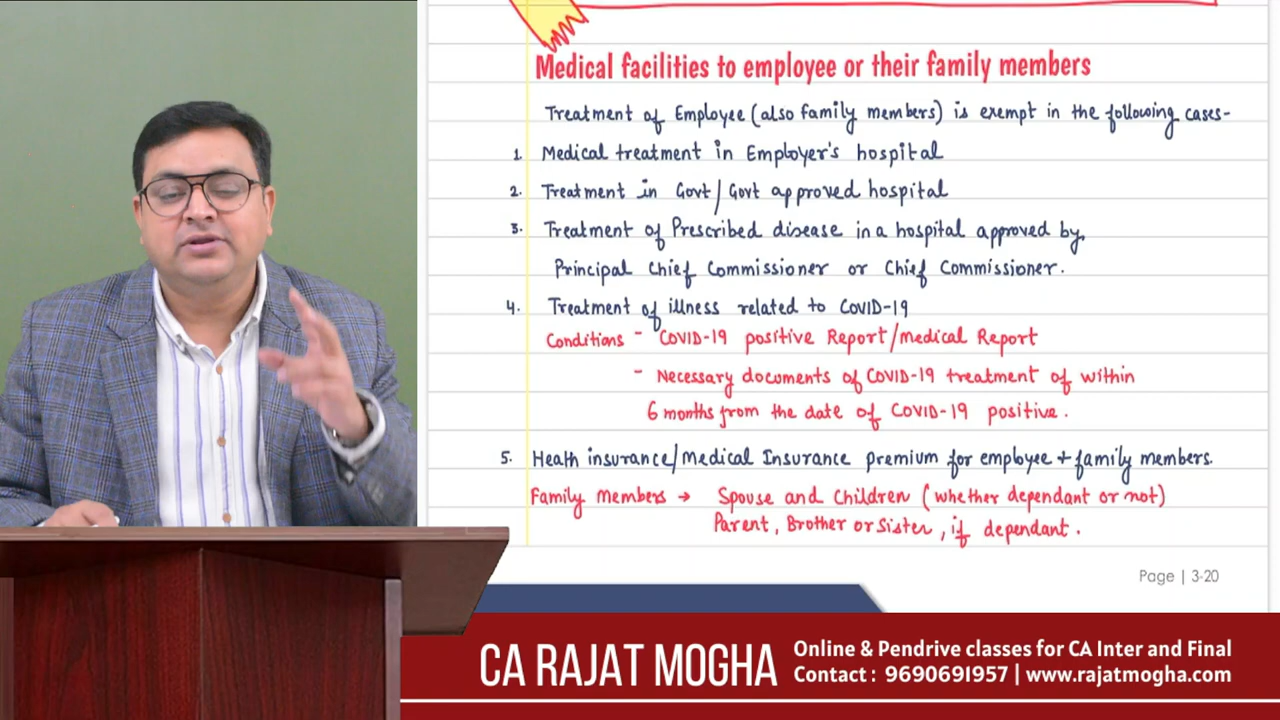 Medical facilities to employee or their family members
Treatment of Employee (also family members) is exempt in the following cases-
1. Medical treatment in Employer's hospital
2. Treatment in Govt/Govt approved hospital
3. Treatment of Prescribed disease in a hospital approved by
Principal Chief Commissioner or Chief Commissioner.
4. Treatment of illness related to COVID-19
Conditions - COVID-19 positive Report/Medical Report
- Necessary documents of COVID-19 treatment of within
6 months from the date of COVID-19 positive.
5. Heath insurance/Medical Insurance premium for employee + family members.
Family Members → Spouse and Children (whether dependant or not)
Parent, Brother or Sister, if dependant.
Page | 3-20
CA RAJAT MOGHA
Online & Pendrive classes for CA Inter and Final
Contact : 9690691957 | www.rajatmogha.com